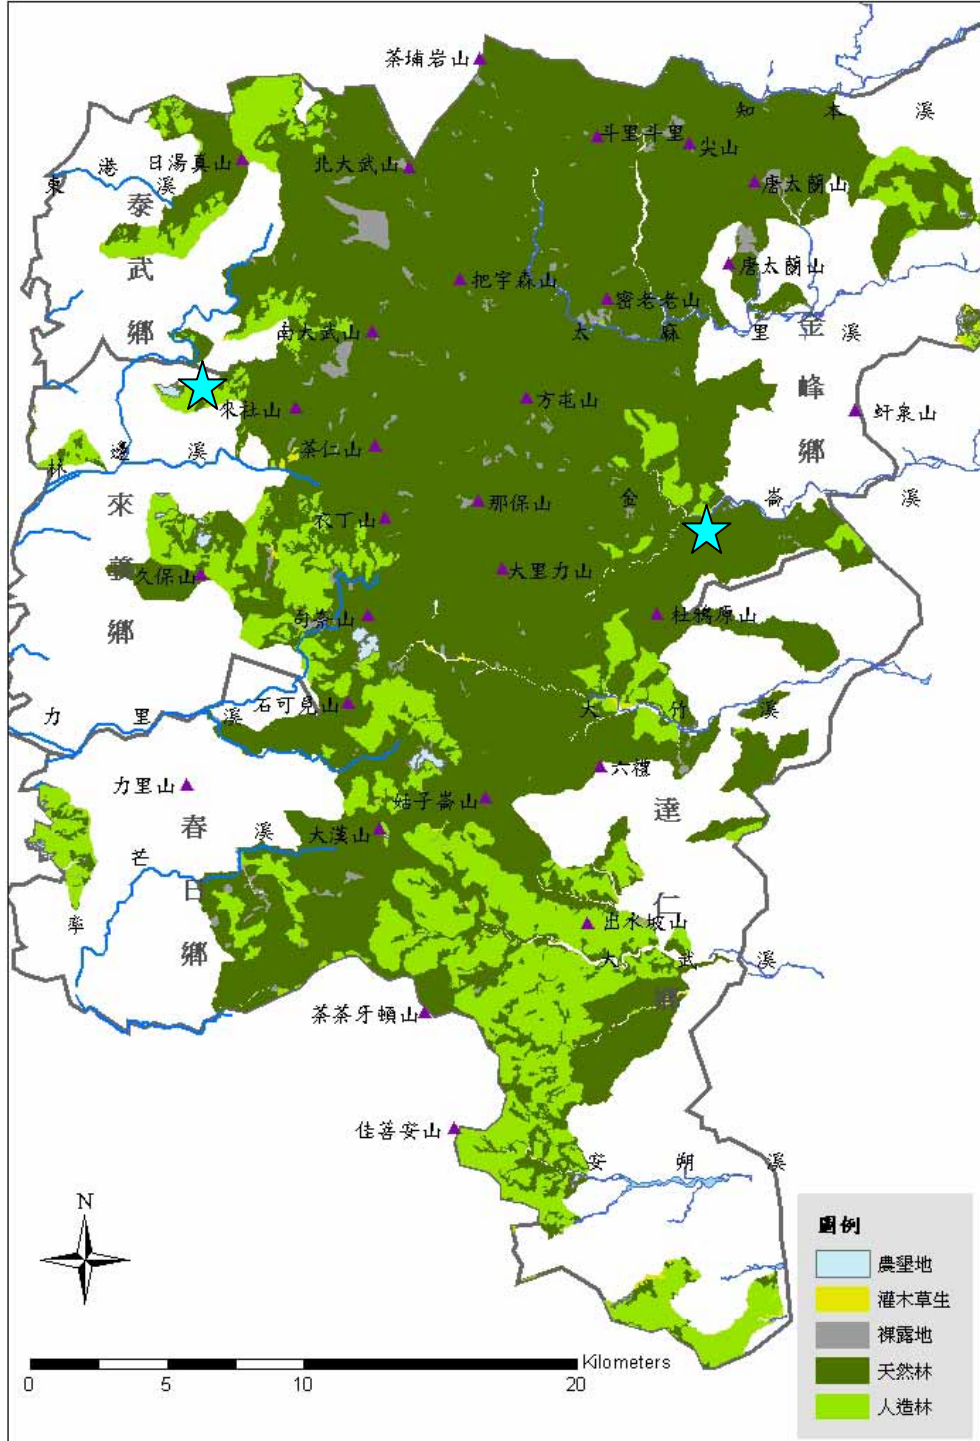 茶埔岩山
知本溪
斗里斗里
尖山
日湯真山
北大武山
東港溪
唐太蘭山
泰武鄉
唐太蘭山
把宇森山
密老老山
南大武山
太麻里溪
金峰鄉
來社山
方屯山
虷泉山
茶仁山
林邊溪
來義鄉
金崙溪
那保山
衣丁山
久保山
大里力山
杜鴉原山
石可見山
大竹溪
力里溪
六禮
力里山
春日鄉
姑子崙山
達仁鄉
大漢山
率芒溪
出水坡山
大武溪
茶茶牙頓山
佳菩安山
安朔溪
N
Kilometers
0 5 10 20
圖例
農墾地
灌木草生
裸露地
天然林
人造林